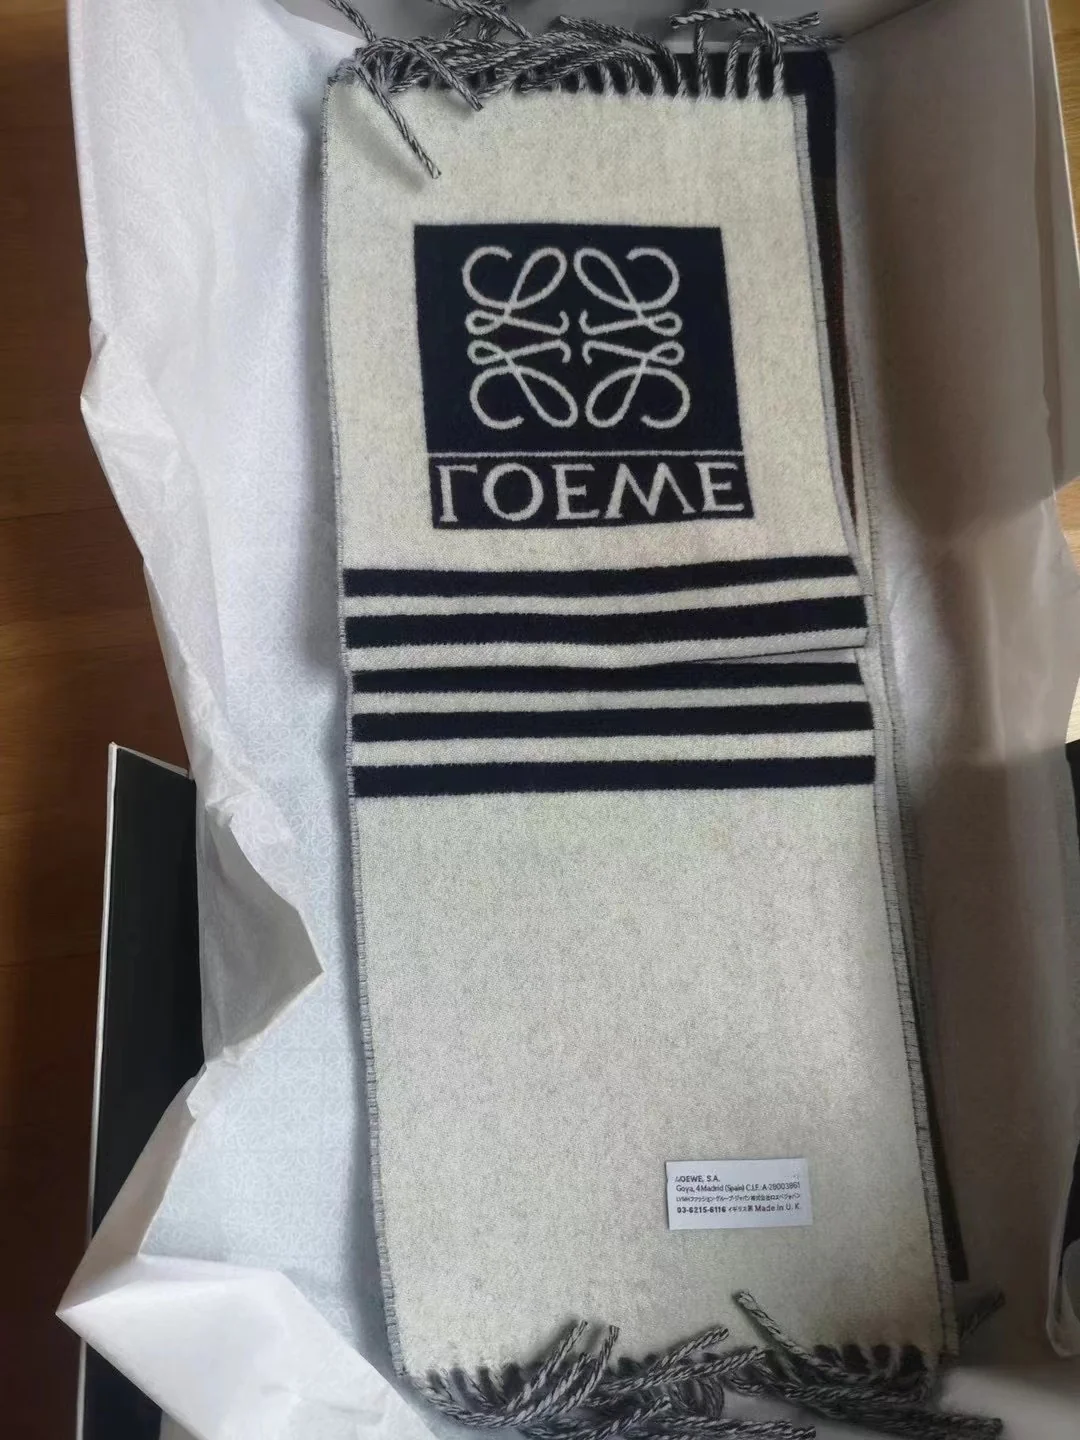 ΓOEME
LOEWE, S.A.
Goya, 4 Madrid (Spain) C.I.F. A-28003861
LVMHファッション・グループ・ジャパン株式会社ロエベジャパン
03-6215-6116 イギリス製 Made in U. K.